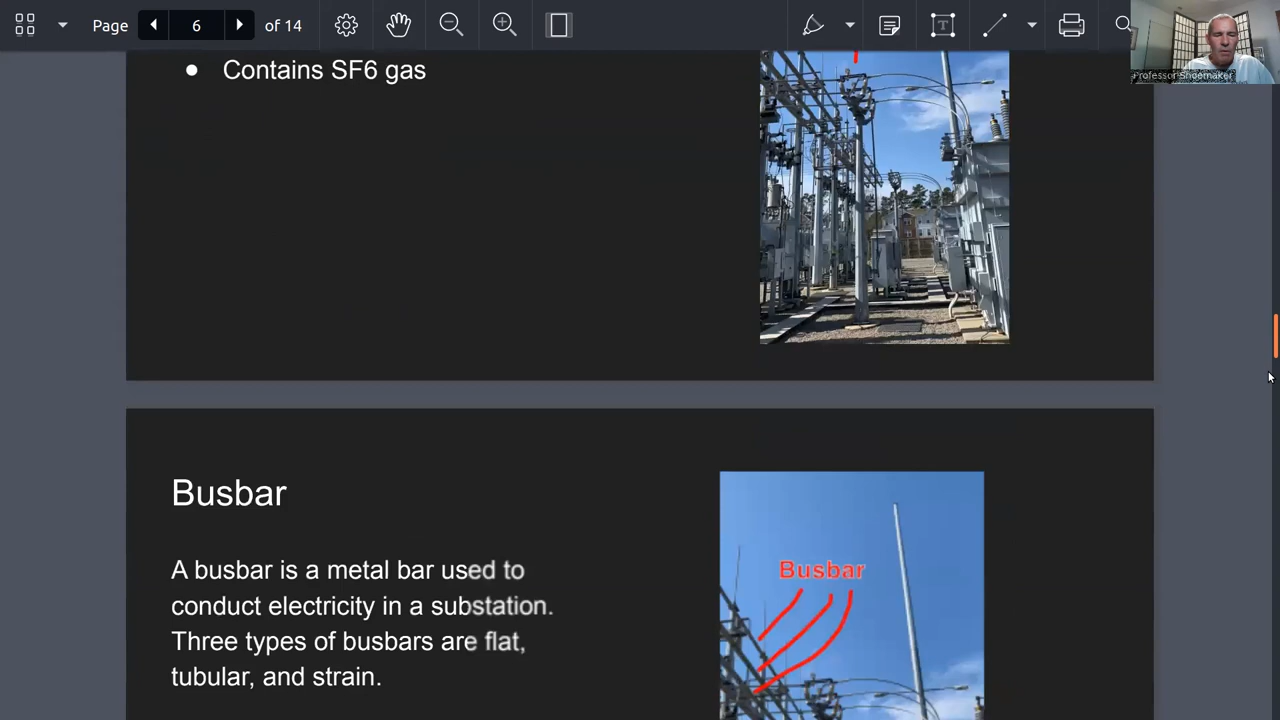 Page 6 of 14
Professor Shoemaker
● Contains SF6 gas
Busbar
A busbar is a metal bar used to
conduct electricity in a substation.
Three types of busbars are flat,
tubular, and strain.
Busbar